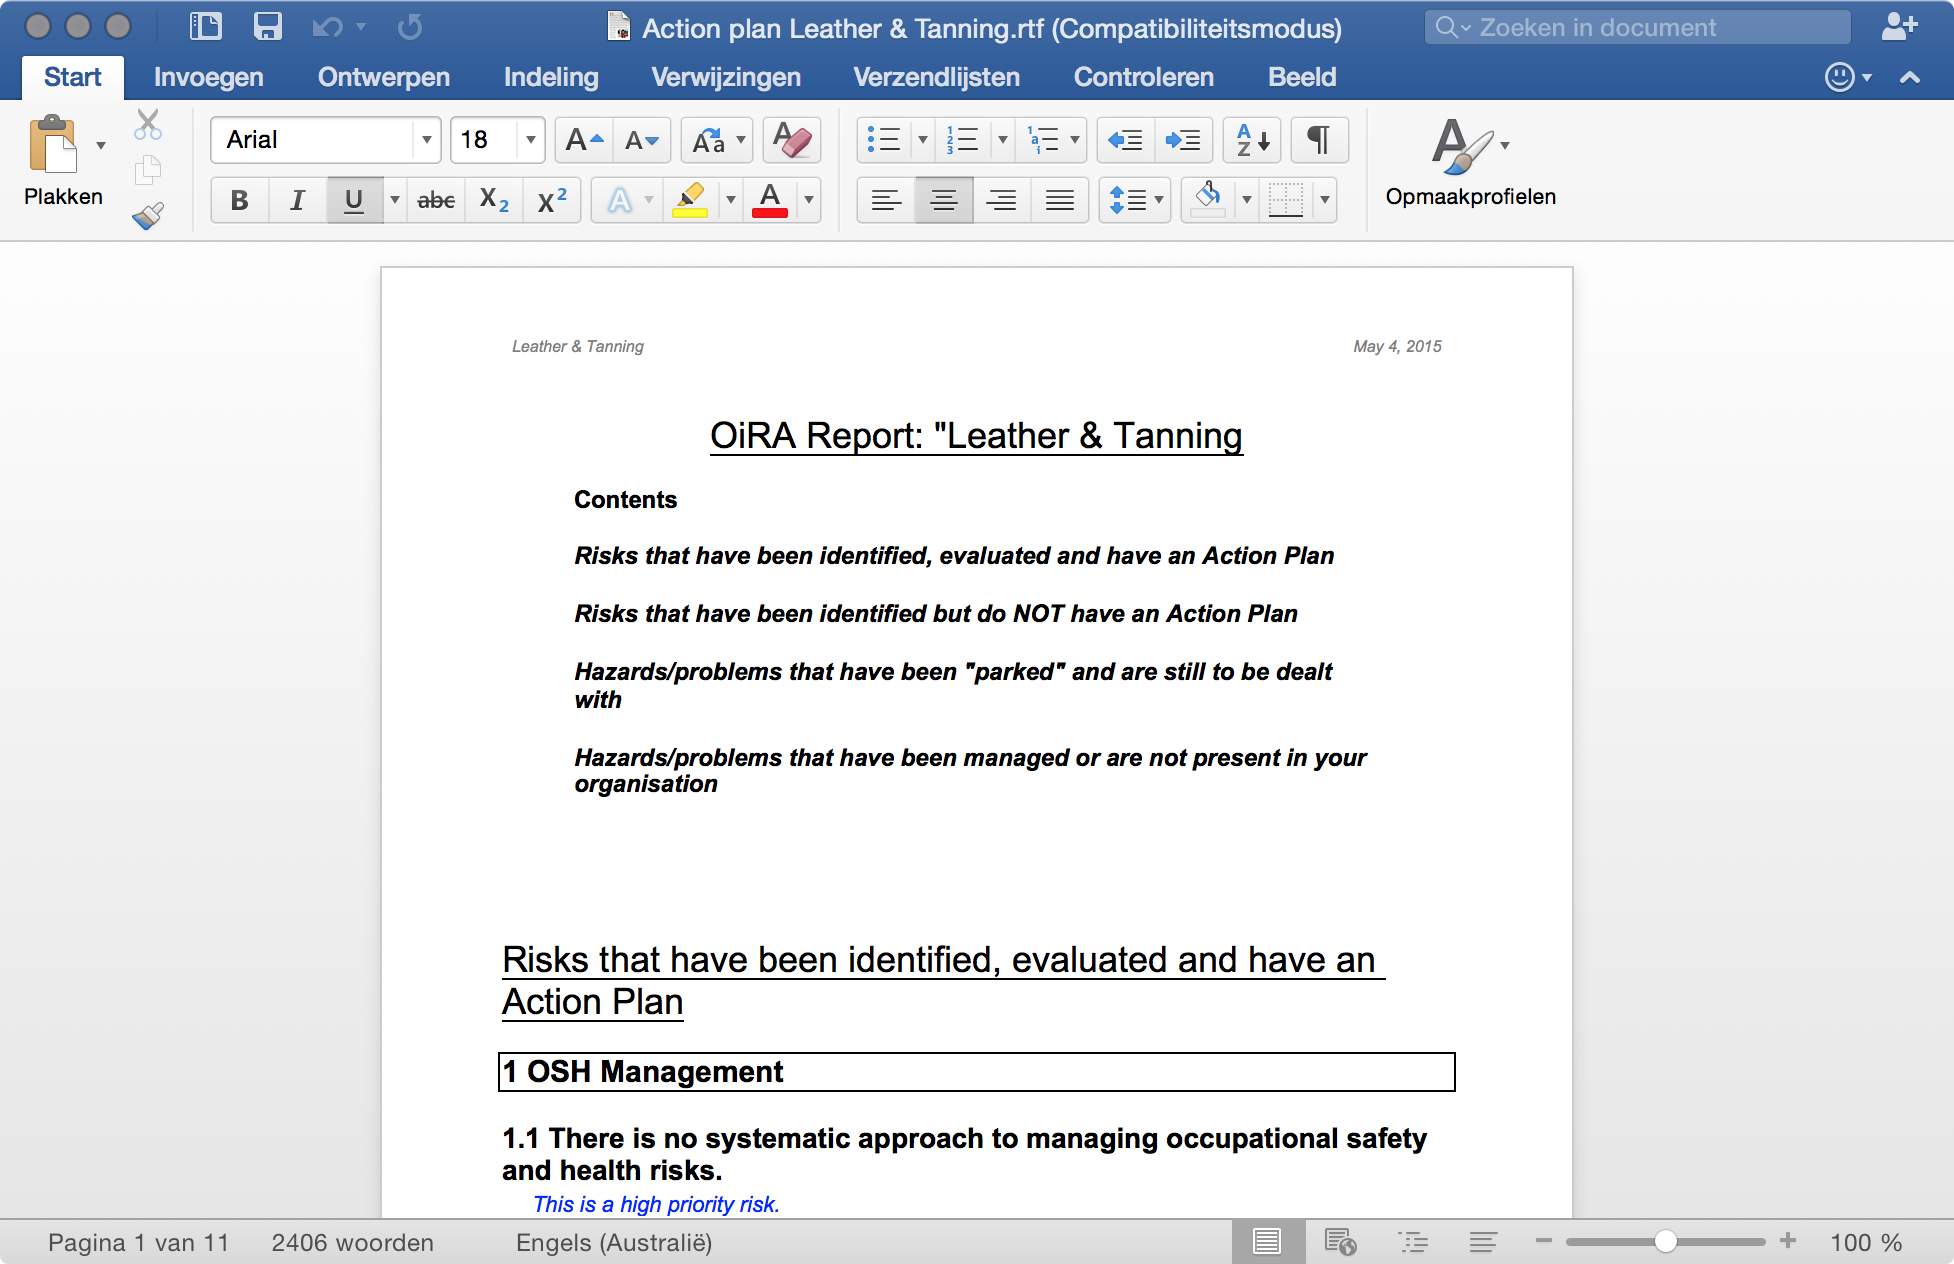 Action plan Leather & Tanning.rtf (Compatibiliteitsmodus)
Zoeken in document
Start Invoegen Ontwerpen Indeling Verwijzingen Verzendlijsten Controleren Beeld
Plakken
Arial 18
Opmaakprofielen
Leather & Tanning May 4, 2015
OiRA Report: "Leather & Tanning
Contents
Risks that have been identified, evaluated and have an Action Plan
Risks that have been identified but do NOT have an Action Plan
Hazards/problems that have been "parked" and are still to be dealt
with
Hazards/problems that have been managed or are not present in your
organisation
Risks that have been identified, evaluated and have an
Action Plan
1 OSH Management
1.1 There is no systematic approach to managing occupational safety
and health risks.
This is a high priority risk.
Pagina 1 van 11 2406 woorden Engels (Australië) 100 %